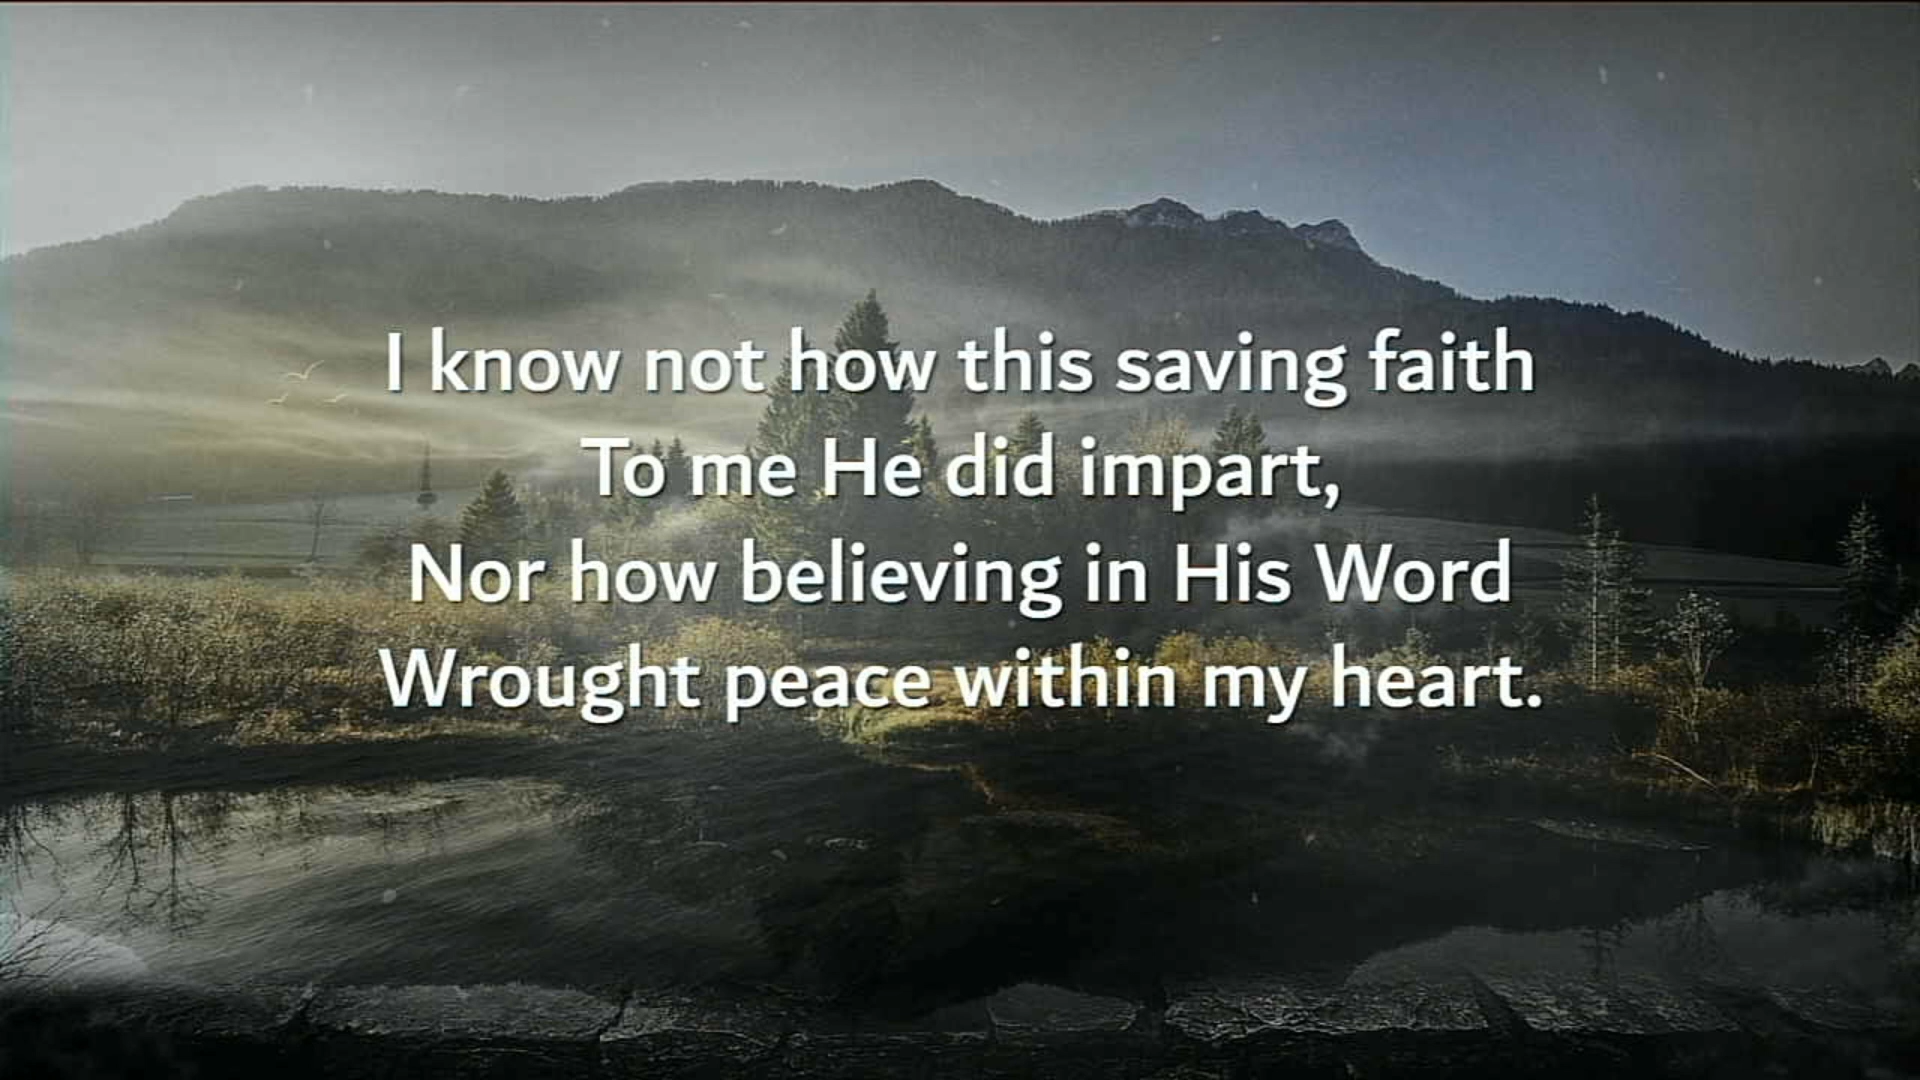 I know not how this saving faith
To me He did impart,
Nor how believing in His Word
Wrought peace within my heart.